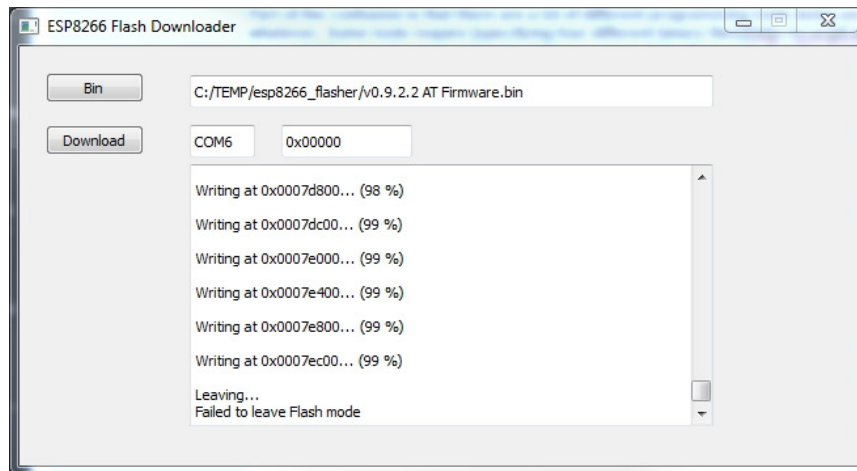 ESP8266 Flash Downloader
Bin
C:/TEMP/esp8266_flasher/v0.9.2.2 AT Firmware.bin
Download
COM6
0x00000
Writing at 0x0007d800... (98 %)
Writing at 0x0007dc00... (99 %)
Writing at 0x0007e000... (99 %)
Writing at 0x0007e400... (99 %)
Writing at 0x0007e800... (99 %)
Writing at 0x0007ec00... (99 %)
Leaving...
Failed to leave Flash mode